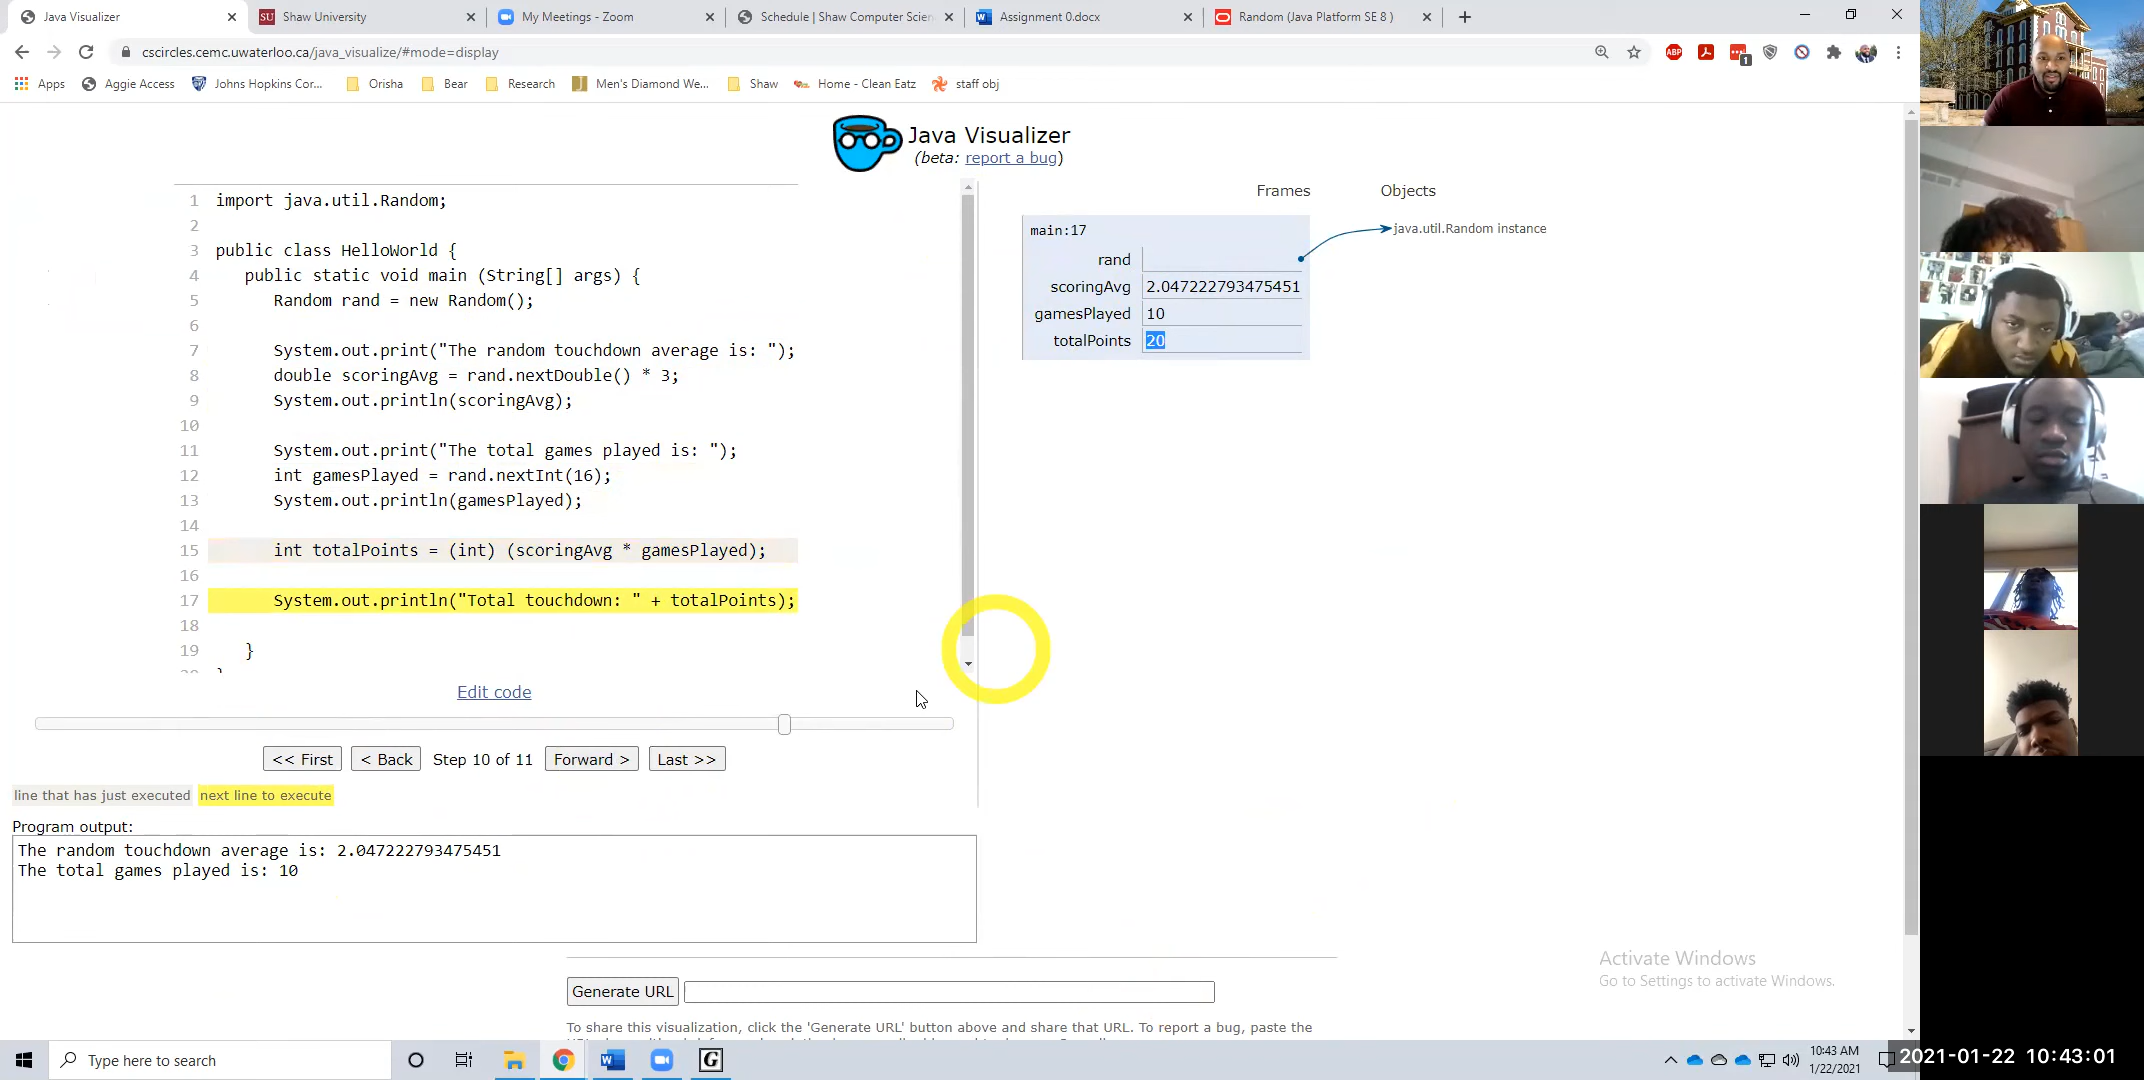 Java Visualizer
Shaw University
My Meetings - Zoom
Schedule | Shaw Computer Scien
Assignment 0.docx
Random (Java Platform SE 8 )
cscircles.cemc.uwaterloo.ca/java_visualize/#mode=display
ABP
1
Apps
Aggie Access
Johns Hopkins Cor...
Orisha
Bear
Research
Men's Diamond We...
Shaw
Home - Clean Eatz
staff obj
Java Visualizer
(beta: report a bug)
1 import java.util.Random;
2
3 public class HelloWorld {
4 public static void main (String[] args) {
5 Random rand = new Random();
6
7 System.out.print("The random touchdown average is: ");
8 double scoringAvg = rand.nextDouble() * 3;
9 System.out.println(scoringAvg);
10
11 System.out.print("The total games played is: ");
12 int gamesPlayed = rand.nextInt(16);
13 System.out.println(gamesPlayed);
14
15 int totalPoints = (int) (scoringAvg * gamesPlayed);
16
17 System.out.println("Total touchdown: " + totalPoints);
18
19 }
Frames
Objects
main:17
java.util.Random instance
rand
scoringAvg 2.047222793475451
gamesPlayed 10
totalPoints 20
Edit code
<< First
< Back
Step 10 of 11
Forward >
Last >>
line that has just executed
next line to execute
Program output:
The random touchdown average is: 2.047222793475451
The total games played is: 10
Activate Windows
Go to Settings to activate Windows.
Generate URL
To share this visualization, click the 'Generate URL' button above and share that URL. To report a bug, paste the
Type here to search
G
10:43 AM
1/22/2021
2021-01-22 10:43:01